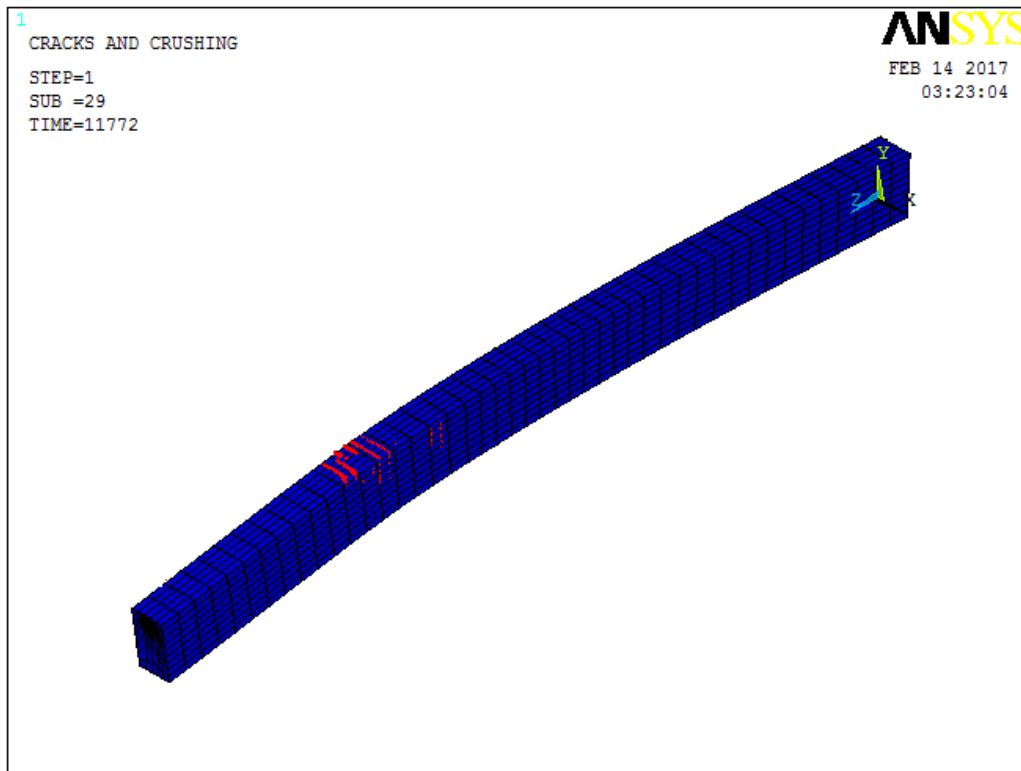 1
CRACKS AND CRUSHING
STEP=1
SUB =29
TIME=11772
ANSYS
FEB 14 2017
03:23:04
Y
Z
X